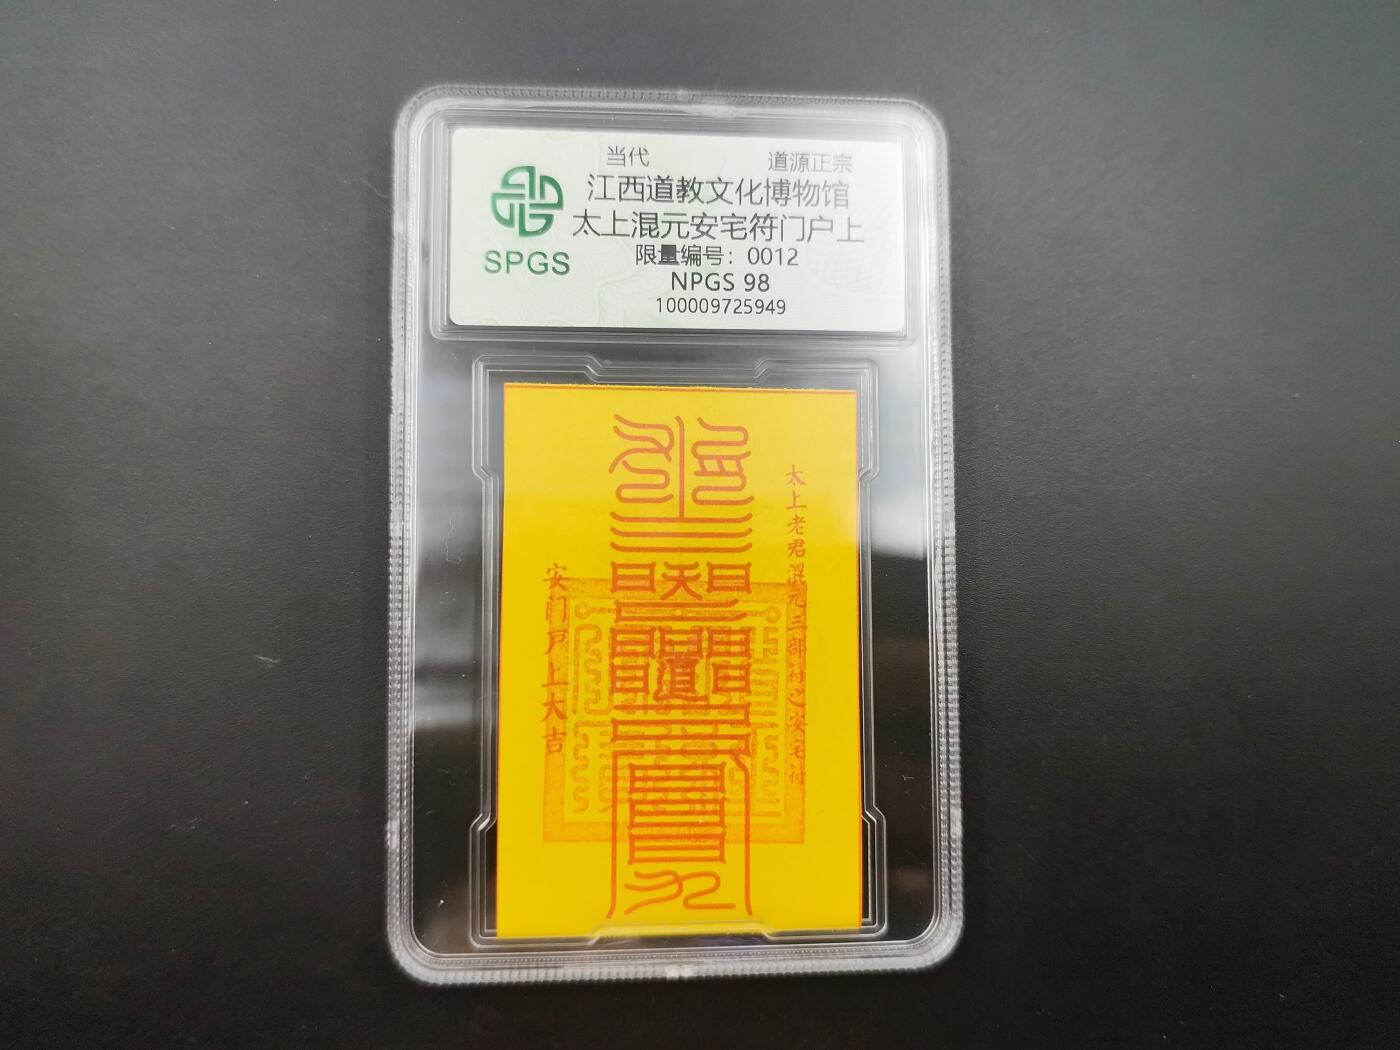 当代 道源正宗
江西道教文化博物馆
太上混元安宅符门户上
限量编号：0012
NPGS 98
100009725949
SPGS
太上老君混元三部符之安宅符
安门户上大吉